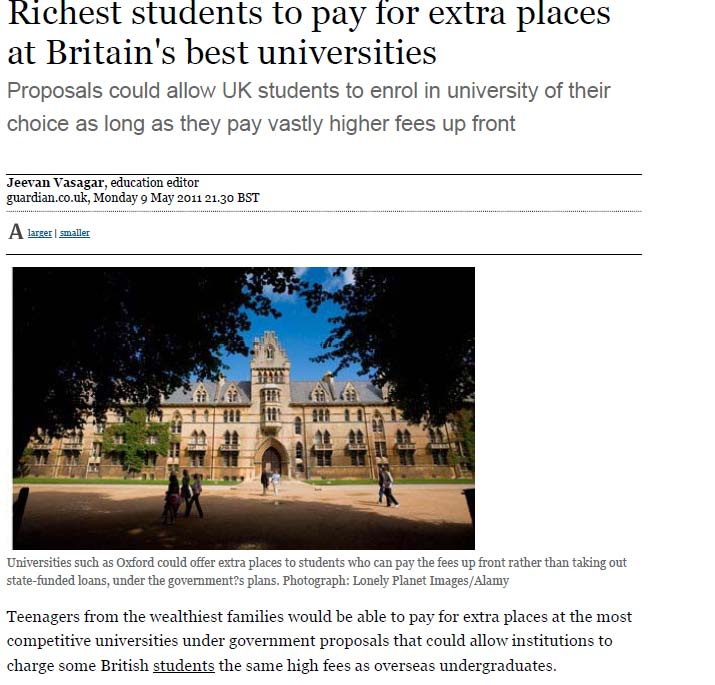 Richest students to pay for extra places
at Britain's best universities
Proposals could allow UK students to enrol in university of their
choice as long as they pay vastly higher fees up front
Jeevan Vasagar, education editor
guardian.co.uk, Monday 9 May 2011 21.30 BST
A larger | smaller
Universities such as Oxford could offer extra places to students who can pay the fees up front rather than taking out
state-funded loans, under the government?s plans. Photograph: Lonely Planet Images/Alamy
Teenagers from the wealthiest families would be able to pay for extra places at the most
competitive universities under government proposals that could allow institutions to
charge some British students the same high fees as overseas undergraduates.